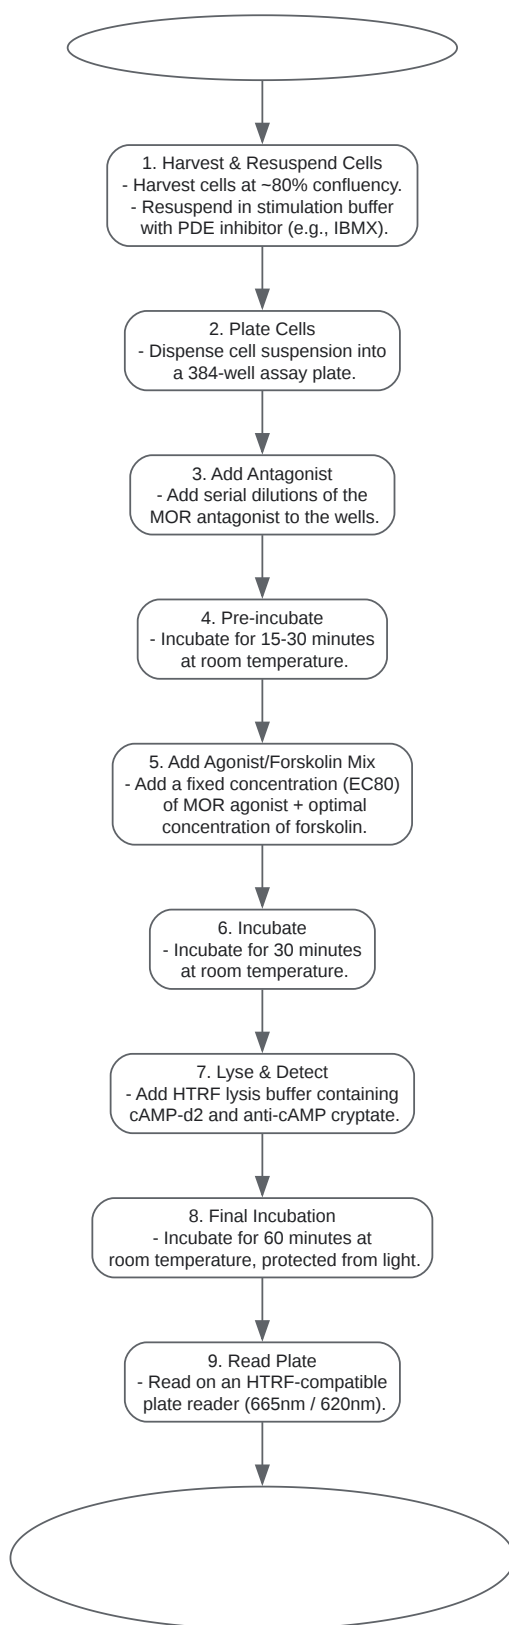 1. Harvest & Resuspend Cells
- Harvest cells at ~80% confluency.
- Resuspend in stimulation buffer
with PDE inhibitor (e.g., IBMX).
2. Plate Cells
- Dispense cell suspension into
a 384-well assay plate.
3. Add Antagonist
- Add serial dilutions of the
MOR antagonist to the wells.
4. Pre-incubate
- Incubate for 15-30 minutes
at room temperature.
5. Add Agonist/Forskolin Mix
- Add a fixed concentration (EC80)
of MOR agonist + optimal
concentration of forskolin.
6. Incubate
- Incubate for 30 minutes
at room temperature.
7. Lyse & Detect
- Add HTRF lysis buffer containing
cAMP-d2 and anti-cAMP cryptate.
8. Final Incubation
- Incubate for 60 minutes at
room temperature, protected from light.
9. Read Plate
- Read on an HTRF-compatible
plate reader (665nm / 620nm).